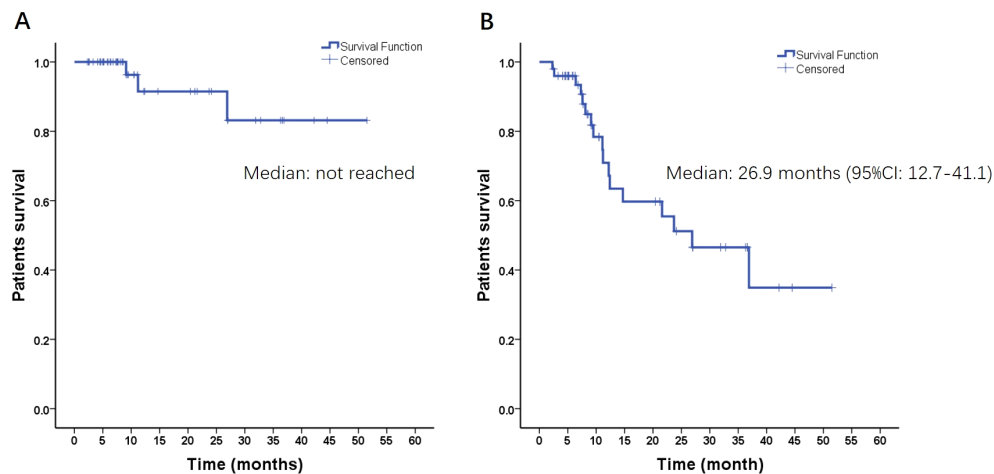 A
Survival Function
Censored
1.0
0.8
0.6
0.4
0.2
0.0
Patients survival
Median: not reached
0 5 10 15 20 25 30 35 40 45 50 55 60
Time (months)
B
Survival Function
Censored
1.0
0.8
0.6
0.4
0.2
0.0
Patients survival
Median: 26.9 months (95%CI: 12.7-41.1)
0 5 10 15 20 25 30 35 40 45 50 55 60
Time (month)